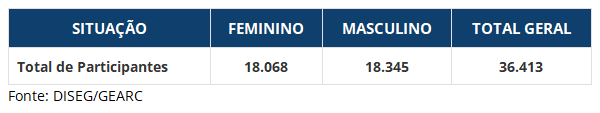 SITUAÇÃO FEMININO MASCULINO TOTAL GERAL
Total de Participantes 18.068 18.345 36.413
Fonte: DISEG/GEARC